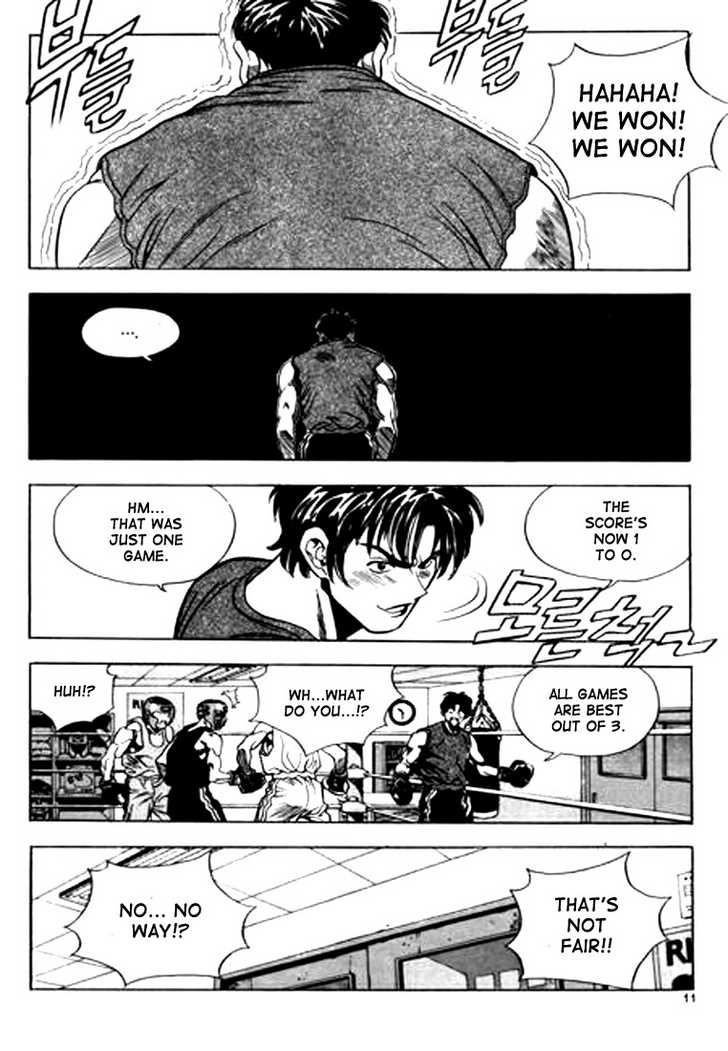 부들
부들
HAHAHA!
WE WON!
WE WON!
....
HM...
THAT WAS
JUST ONE
GAME.
THE
SCORE'S
NOW 1
TO 0.
모른척~
HUH!?
WH...WHAT
DO YOU...!?
ALL GAMES
ARE BEST
OUT OF 3.
NO... NO
WAY!?
THAT'S
NOT
FAIR!!
11